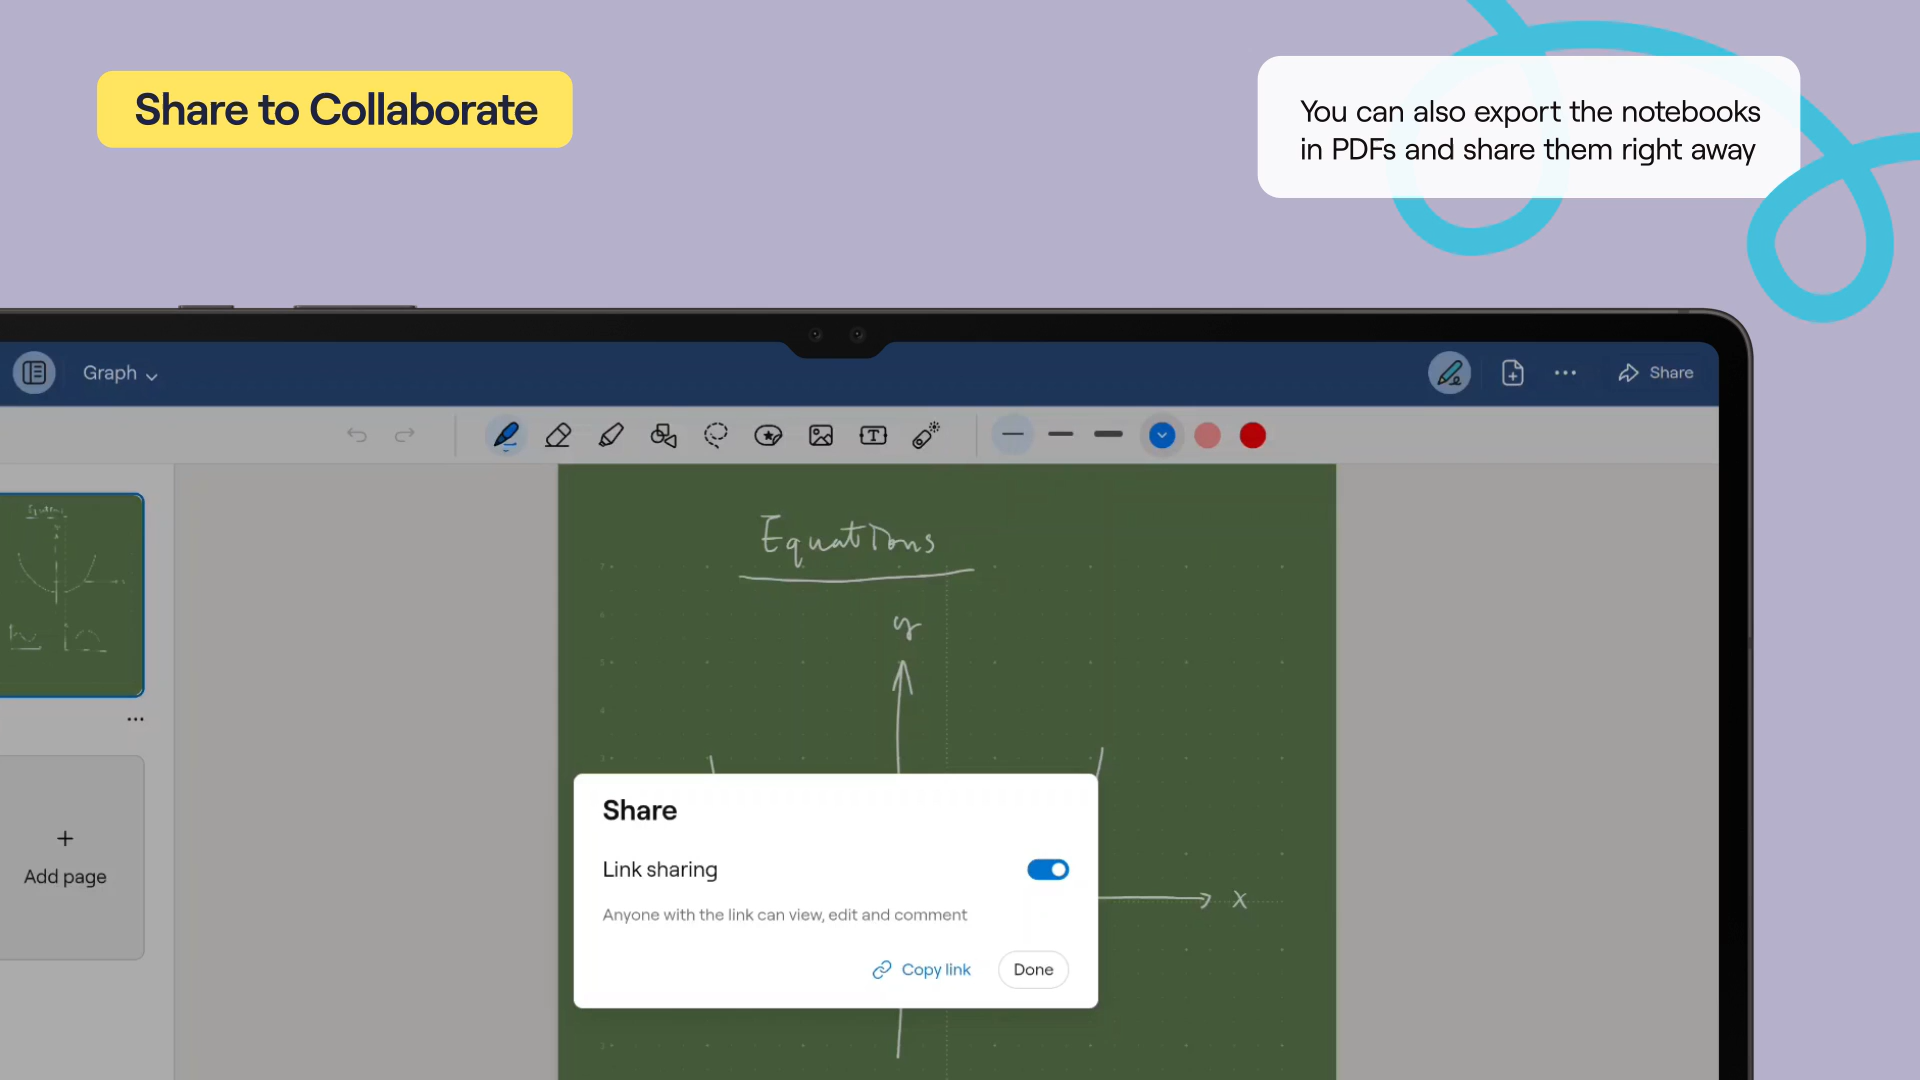 Share to Collaborate
You can also export the notebooks
in PDFs and share them right away
Graph
Share
Equations
y
Add page
Share
Link sharing
Anyone with the link can view, edit and comment
Copy link
Done
x